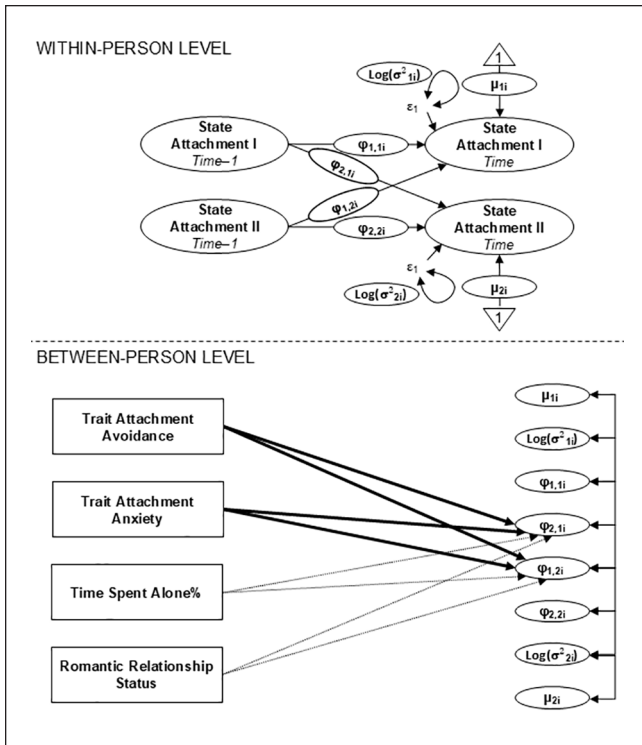 WITHIN-PERSON LEVEL
1
Log(σ²1i)
μ1i
ε1
State
Attachment I
Time–1
φ1,1i
State
Attachment I
Time
φ2,1i
φ1,2i
State
Attachment II
Time–1
φ2,2i
State
Attachment II
Time
ε1
Log(σ²2i)
μ2i
1
BETWEEN-PERSON LEVEL
Trait Attachment
Avoidance
Trait Attachment
Anxiety
Time Spent Alone%
Romantic Relationship
Status
μ1i
Log(σ²1i)
φ1,1i
φ2,1i
φ1,2i
φ2,2i
Log(σ²2i)
μ2i